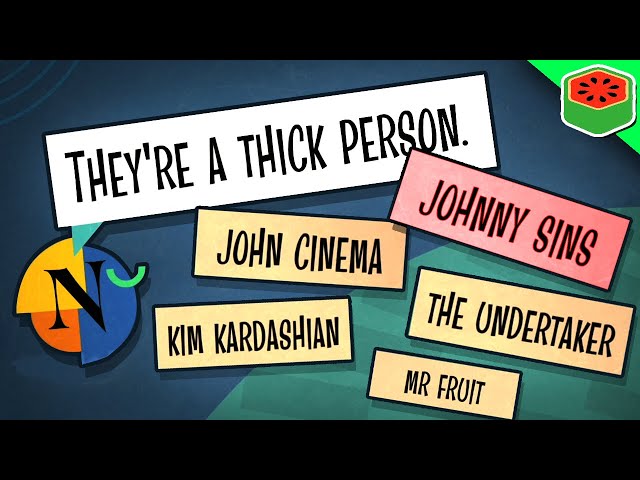 THEY'RE A THICK PERSON.
JOHNNY SINS
JOHN CINEMA
THE UNDERTAKER
KIM KARDASHIAN
MR FRUIT
N